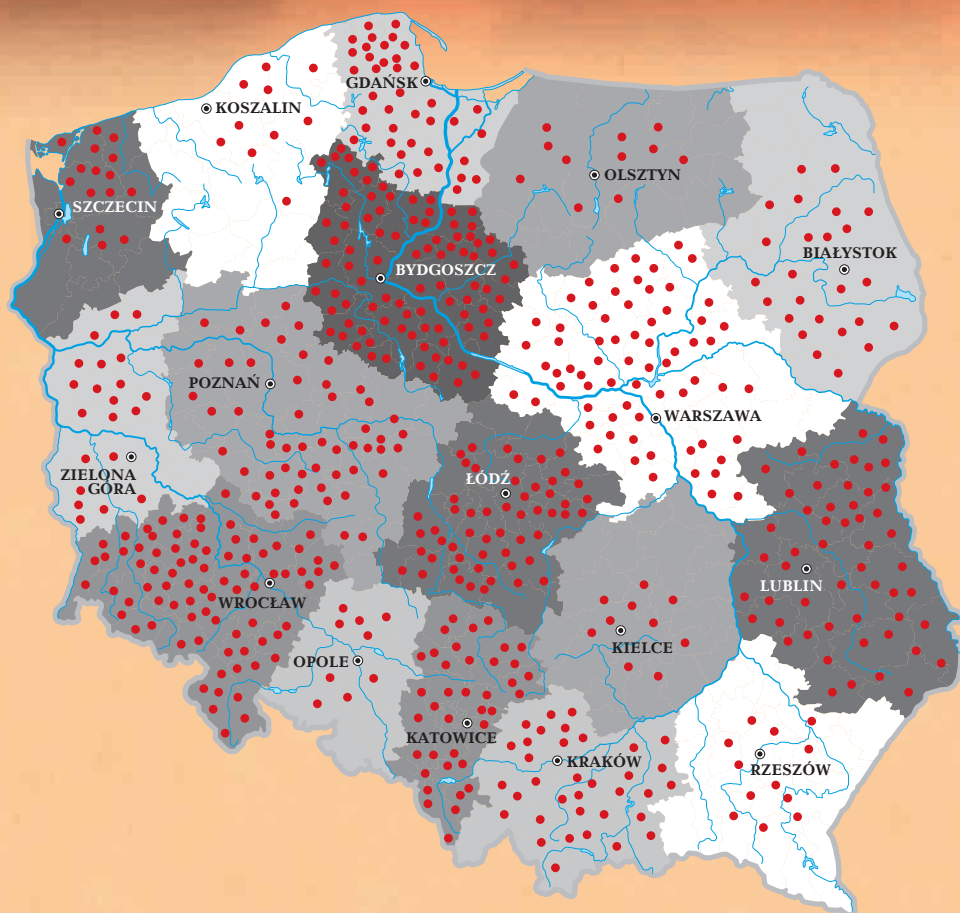 GDAŃSK
KOSZALIN
OLSZTYN
SZCZECIN
BIAŁYSTOK
BYDGOSZCZ
POZNAŃ
WARSZAWA
ZIELONA
GÓRA
ŁÓDŹ
LUBLIN
WROCŁAW
KIELCE
OPOLE
KATOWICE
KRAKÓW
RZESZÓW